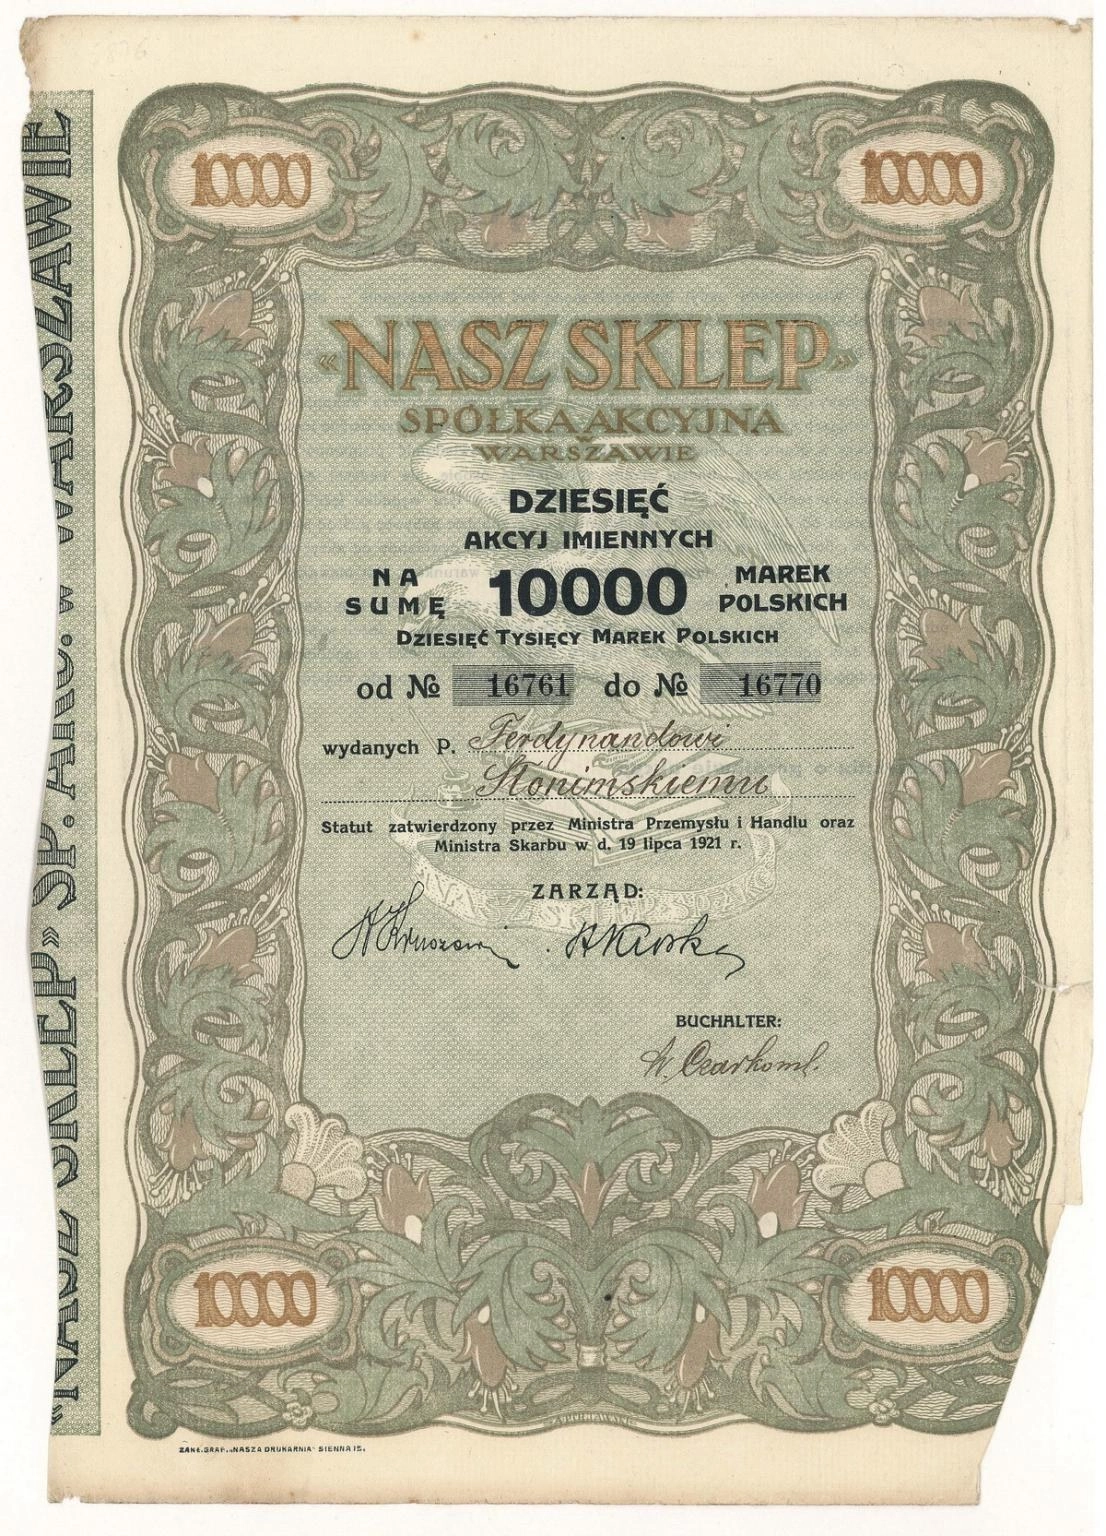 10000 10000
«NASZ SKLEP»
SPÓŁKA AKCYJNA
W WARSZAWIE
DZIESIĘĆ
AKCYJ IMIENNYCH
NA SUMĘ 10000 MAREK POLSKICH
DZIESIĘĆ TYSIĘCY MAREK POLSKICH
od № 16761 do № 16770
wydanych P. Ferdynandowi
Słonimskiemu
Statut zatwierdzony przez Ministra Przemysłu i Handlu oraz
Ministra Skarbu w d. 19 lipca 1921 r.
ZARZĄD:
BUCHALTER:
10000 10000
ZAKŁ. GRAF. „NASZA DRUKARNIA" SIENNA 15.
«NASZ SKLEP» SP. AKC. w WARSZAWIE